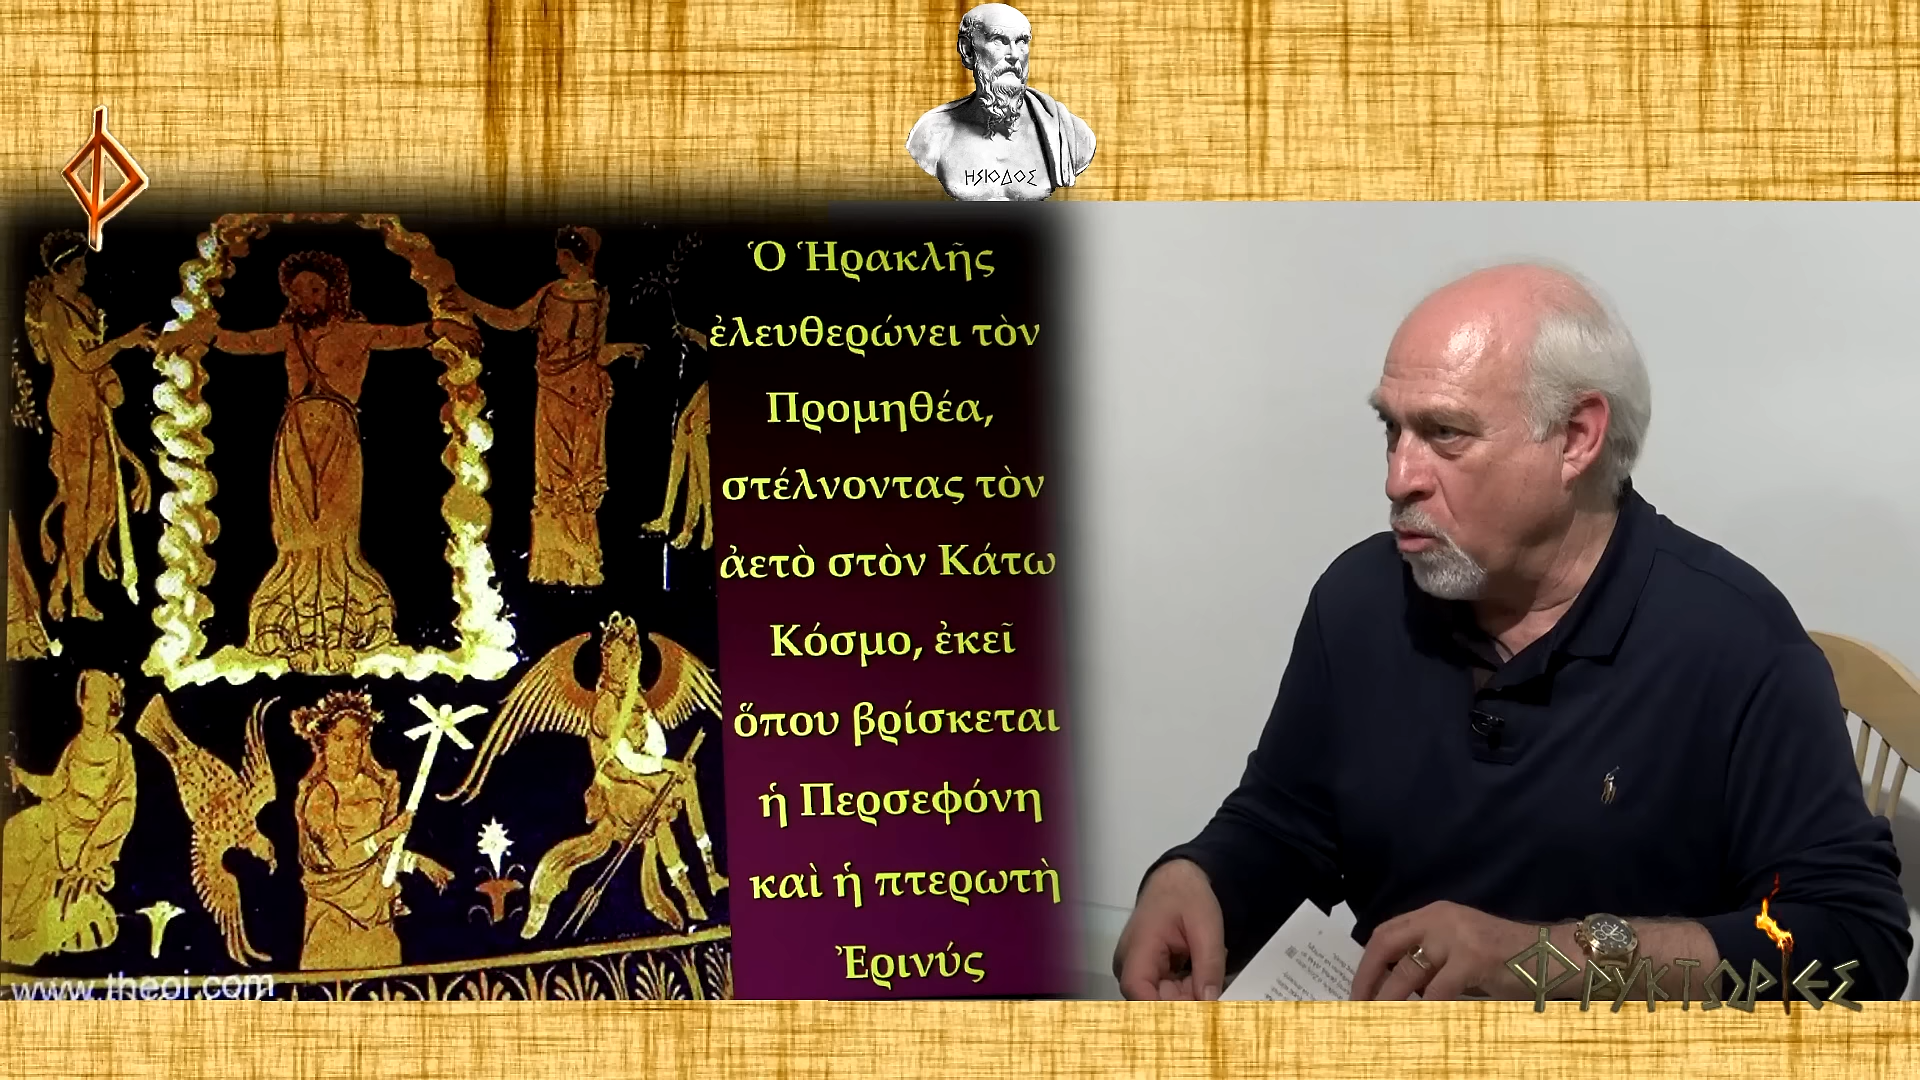 ΗSΙΟΔΟΣ
Ὁ Ἡρακλῆς
ἐλευθερώνει τὸν
Προμηθέα,
στέλνοντας τὸν
ἀετὸ στὸν Κάτω
Κόσμο, ἐκεῖ
ὅπου βρίσκεται
ἡ Περσεφόνη
καὶ ἡ πτερωτὴ
Ἐρινύς
www.theoi.com
ΦΡΥΚΤΩΡΙΕΣ